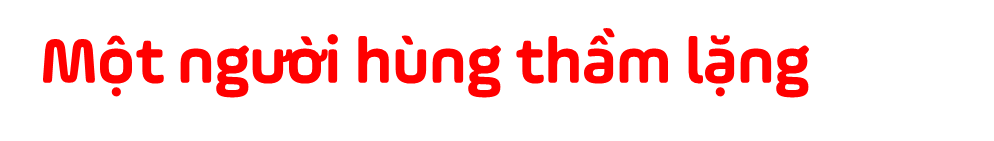 Một người hùng thầm lặng